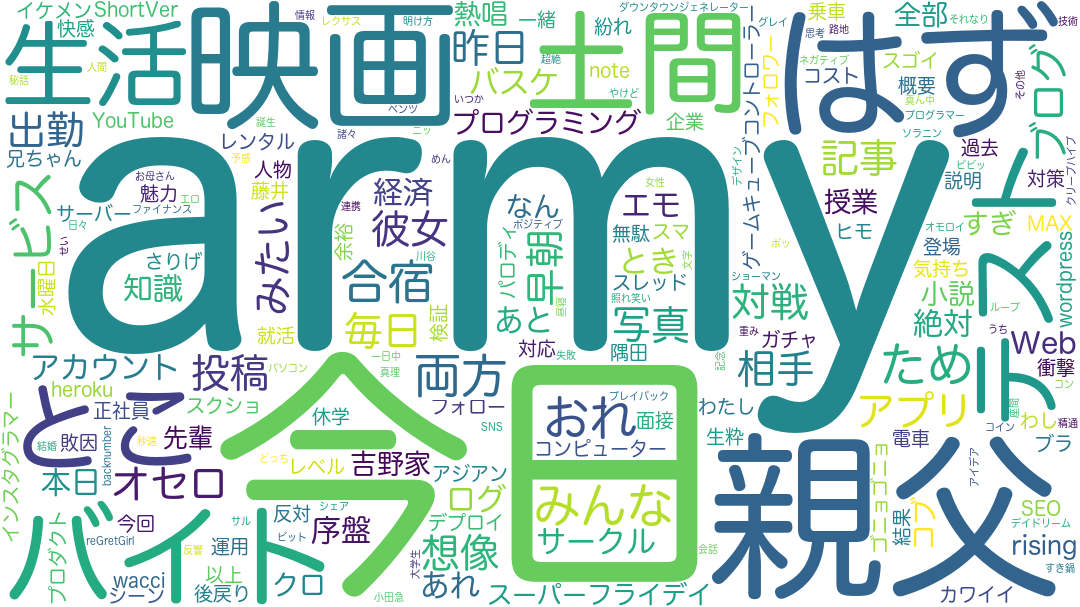 イケメン
ShortVer
情報
レクサス
明け方
熱唱
一緒
紛れ
ダウンタウンジェネレーター
グレイ
乗車
思考
路地
全部
それなり
技術
快感
生活
映画
昨日
超絶
バスケ
note
土間
はず
ネガティブ
スゴイ
コスト
概要
その他
ブログ
秘話
人間
ベンツ
いつか
やけど
フォロワー
真ん中
プログラマー
出勤
YouTube
誕生
諸々
ニッ
プログラミング
企業
ゲームキューブコントローラー
ソラニン
兄ちゃん
レンタル
予感
めん
army
デザイン
記事
過去
ビビッ
クリープハイプ
お母さん
魅力
エロ
人物
藤井
連携
経済
彼女
なん
エモ
女性
授業
説明
対策
サービス
サーバー
ファイナンス
日々
せい
みたい
余裕
ポジティブ
川谷
パロディ
早朝
無駄
スマ
とき
文字
ヒモ
すぎ
MAX
オモロイ
登場
テスト
さりげ
水曜日
知識
合宿
スレッド
ショーマン
ポッ
気持ち
wordpress
照れ笑い
昼寝
対戦
小説
ループ
就活
毎日
検証
あと
写真
重み
ガチャ
絶対
うち
Web
アカウント
投稿
一日中
真理
パソコン
両方
対応
失敗
隅田
記念
相手
ため
衝撃
コン
座間
heroku
スクショ
休学
フォロー
プレイバック
おれ
面接
わたし
アプリ
コイン
わし
精通
インスタグラマー
とこ
正社員
敗因
結婚
backnumber
秒速
先輩
今日
SNS
コンピューター
生粋
電車
ブラ
アイデア
本日
オセロ
どっち
レベル
吉野家
アジアン
ログ
みんな
親父
ゴニョゴニョ
結果
コブ
SEO
デイドリーム
バイト
プロダクト
reGretGirl
今回
サル
反響
運用
シェア
反対
ビット
序盤
デプロイ
サークル
会話
rising
すき鍋
wacci
シーン
以上
後戻り
クロ
ラ
小田急
大学生
想像
あれ
スーパーフライデイ
カワイイ